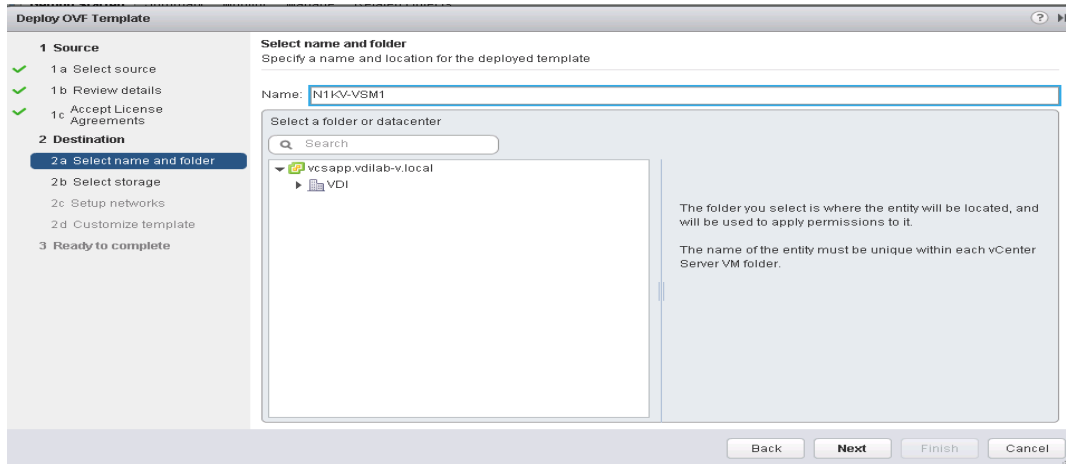 Deploy OVF Template
1 Source
1a Select source
1b Review details
1c Accept License
Agreements
2 Destination
2a Select name and folder
2b Select storage
2c Setup networks
2d Customize template
3 Ready to complete
Select name and folder
Specify a name and location for the deployed template
Name: N1KV-VSM1
Select a folder or datacenter
Search
vcsapp.vdilab-v.local
VDI
The folder you select is where the entity will be located, and
will be used to apply permissions to it.
The name of the entity must be unique within each vCenter
Server VM folder.
Back Next Finish Cancel